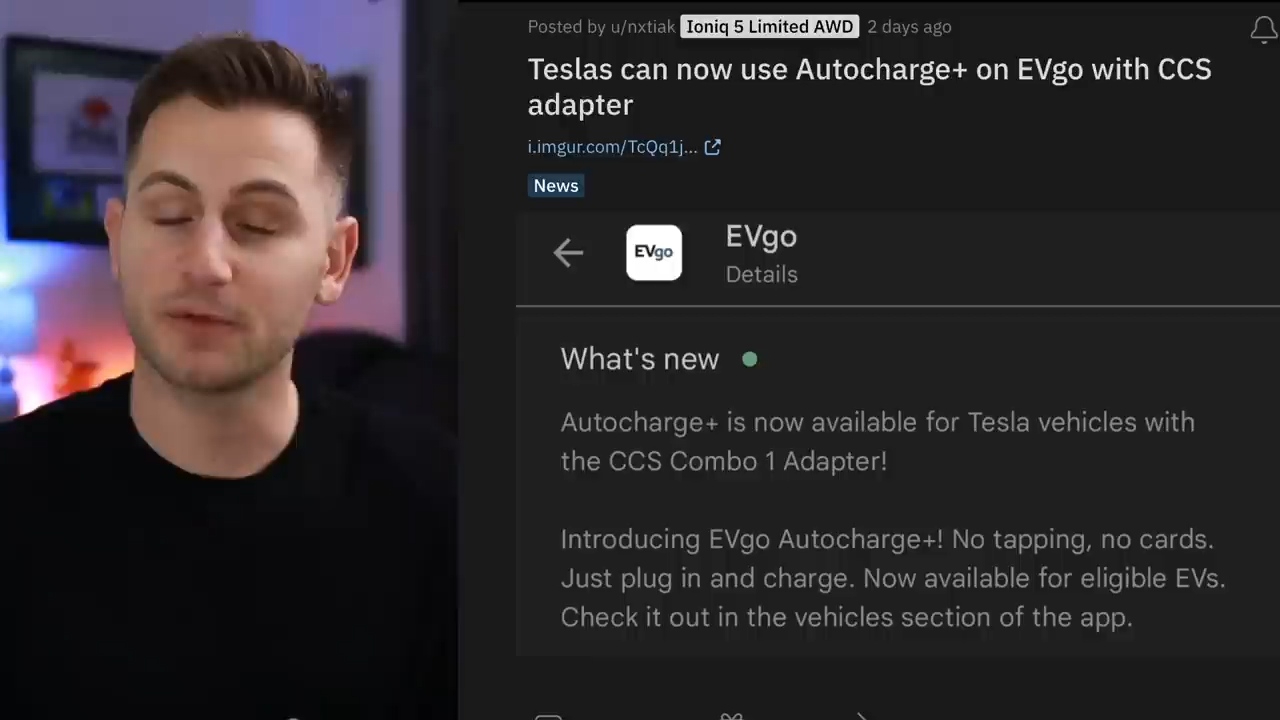 Posted by u/nxtiak Ioniq 5 Limited AWD 2 days ago
Teslas can now use Autocharge+ on EVgo with CCS
adapter
i.imgur.com/TcQq1j...
News
EVgo
EVgo
Details
What's new
Autocharge+ is now available for Tesla vehicles with
the CCS Combo 1 Adapter!
Introducing EVgo Autocharge+! No tapping, no cards.
Just plug in and charge. Now available for eligible EVs.
Check it out in the vehicles section of the app.